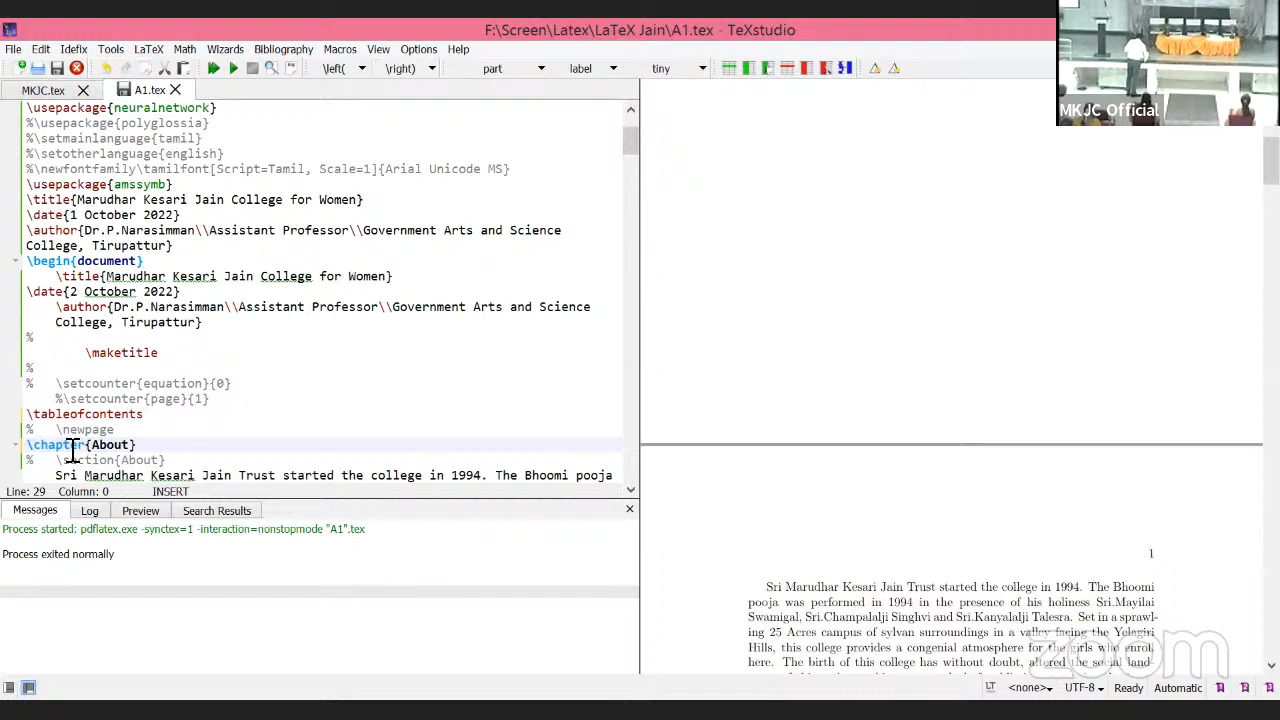 F:\Screen\Latex\LaTeX Jain\A1.tex - TeXstudio
File Edit Idefix Tools LaTeX Math Wizards Bibliography Macros View Options Help
\left( \right) part label tiny
MKJC.tex A1.tex
MKJC Official
\usepackage{neuralnetwork}
%\usepackage{polyglossia}
%\setmainlanguage{tamil}
%\setotherlanguage{english}
%\newfontfamily\tamilfont[Script=Tamil, Scale=1]{Arial Unicode MS}
\usepackage{amssymb}
\title{Marudhar Kesari Jain College for Women}
\date{1 October 2022}
\author{Dr.P.Narasimman\\Assistant Professor\\Government Arts and Science
College, Tirupattur}
\begin{document}
\title{Marudhar Kesari Jain College for Women}
\date{2 October 2022}
\author{Dr.P.Narasimman\\Assistant Professor\\Government Arts and Science
College, Tirupattur}
%
\maketitle
%
% \setcounter{equation}{0}
%\setcounter{page}{1}
\tableofcontents
% \newpage
\chapter{About}
% \section{About}
Sri Marudhar Kesari Jain Trust started the college in 1994. The Bhoomi pooja
Line: 29 Column: 0 INSERT
Messages Log Preview Search Results
Process started: pdflatex.exe -synctex=1 -interaction=nonstopmode "A1".tex
Process exited normally
1
Sri Marudhar Kesari Jain Trust started the college in 1994. The Bhoomi
pooja was performed in 1994 in the presence of his holiness Sri.Mayilai
Swamigal, Sri.Champalalji Singhvi and Sri.Kanyalalji Talesra. Set in a sprawl-
ing 25 Acres campus of sylvan surroundings in a valley facing the Yelagiri
Hills, this college provides a congenial atmosphere for the girls who enroll
here. The birth of this college has without doubt, altered the social land-
zoom
<none> UTF-8 Ready Automatic